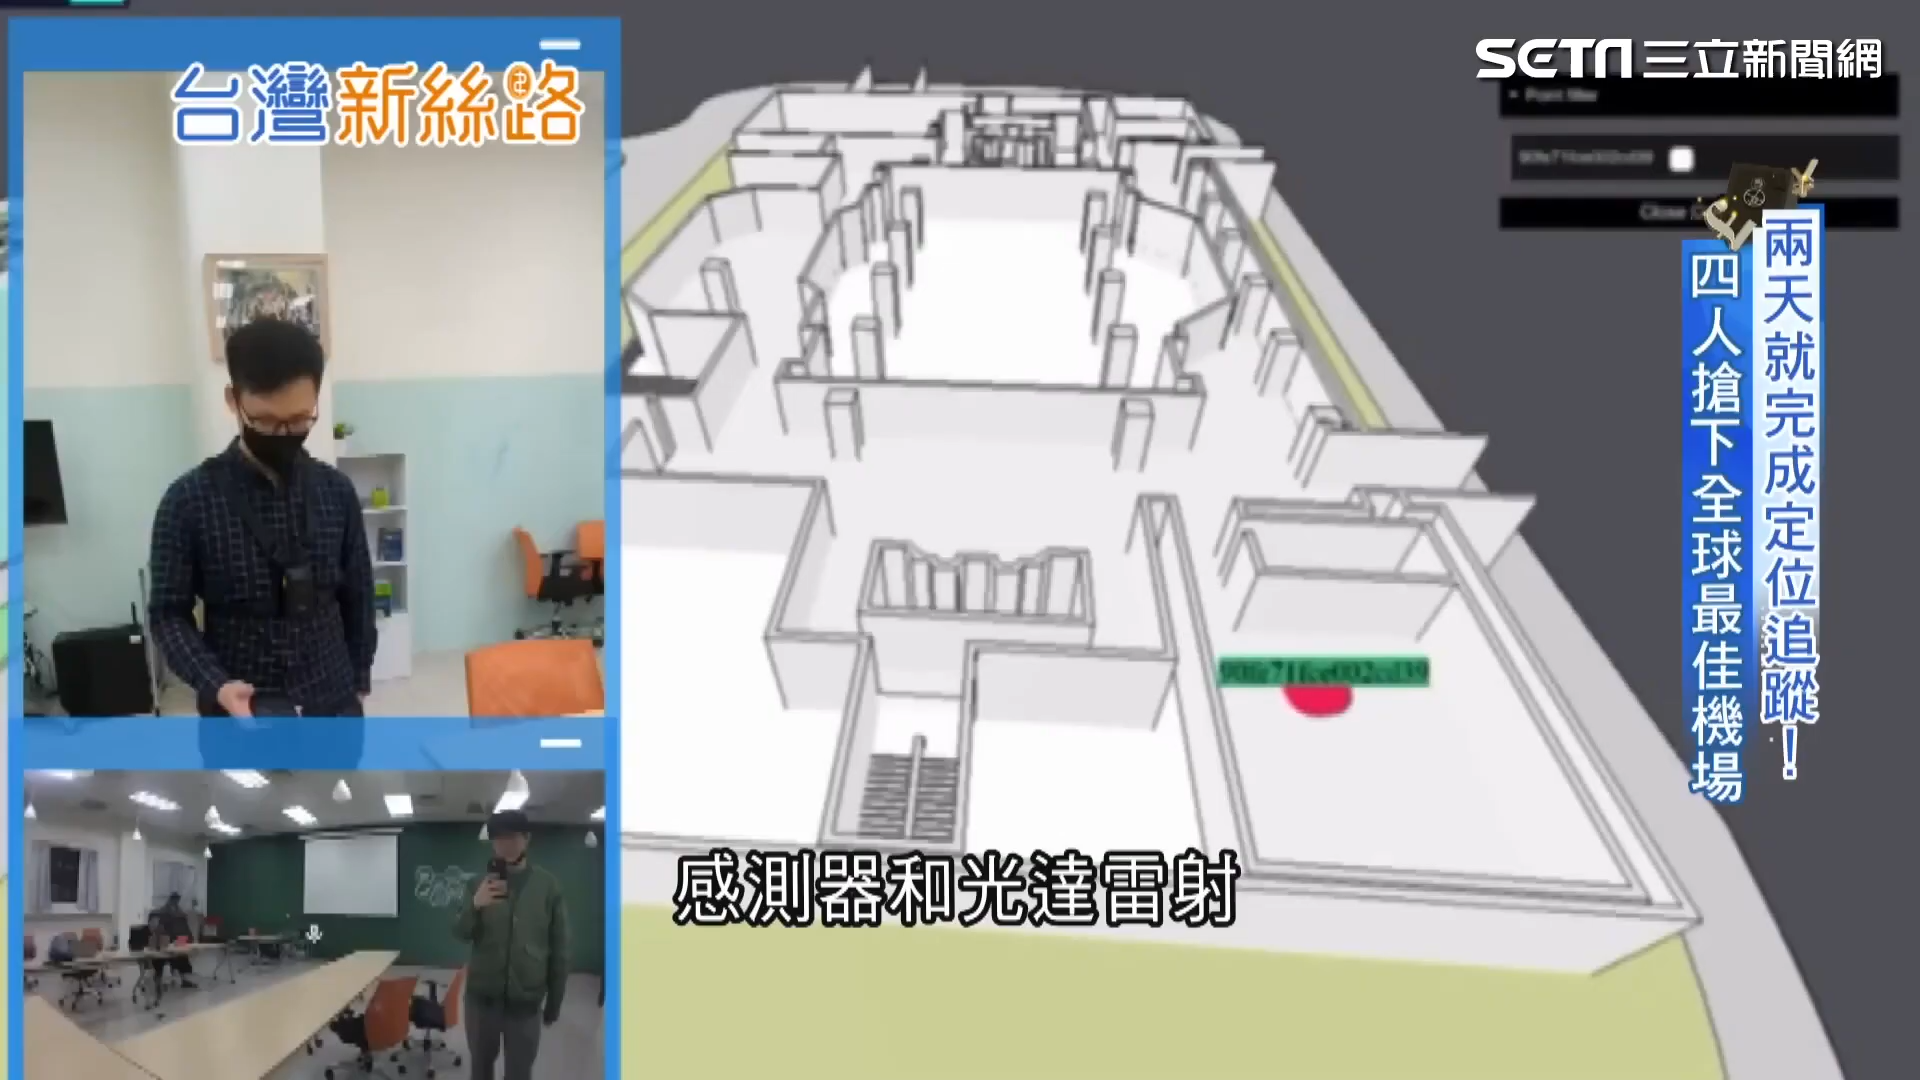 台灣新絲路
SETN三立新聞網
Point filter
兩天就完成定位追蹤！
四人搶下全球最佳機場
感測器和光達雷射